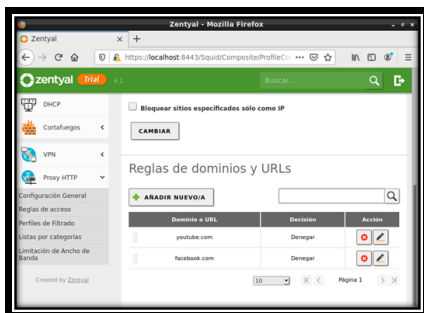 Zentyal - Mozilla Firefox
Zentyal
https://localhost:8443/Squid/Composite/ProfileCo
zentyal Trial 6.1
Buscar...
DHCP
Cortafuegos
VPN
Proxy HTTP
Configuración General
Reglas de acceso
Perfiles de Filtrado
Listas por categorías
Limitación de Ancho de
Banda
Created by Zentyal
Bloquear sitios especificados sólo como IP
CAMBIAR
Reglas de dominios y URLs
AÑADIR NUEVO/A
Dominio o URL Decisión Acción
youtube.com Denegar
facebook.com Denegar
10 Página 1